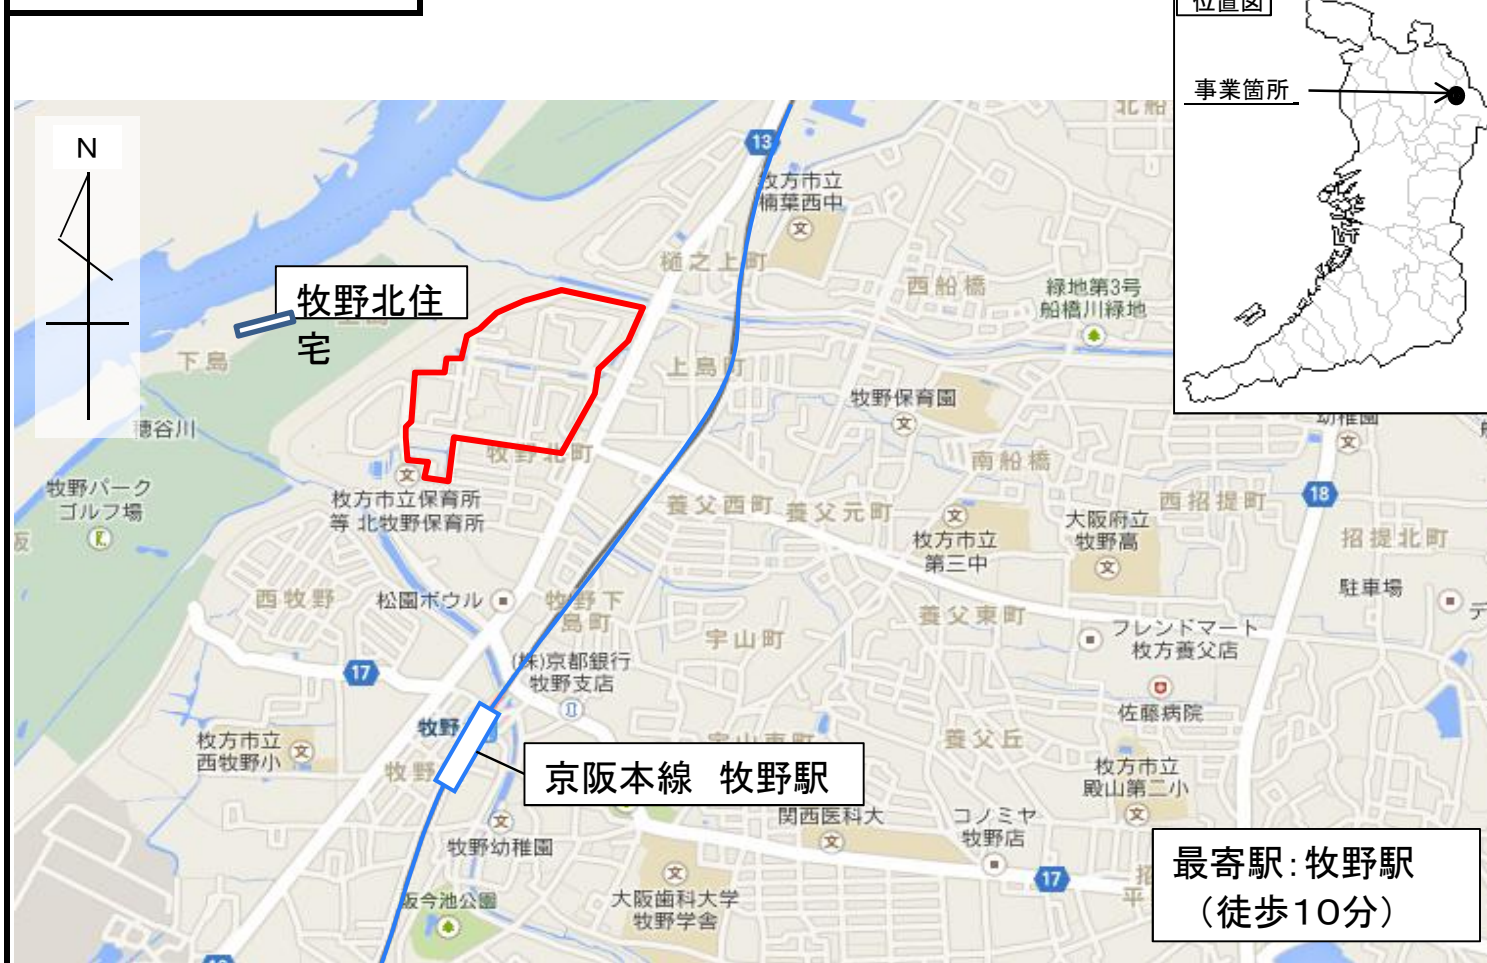 位置図
事業箇所
N
13
北船
枚方市立
楠葉西中
樋之上町
西船橋
緑地第3号
船橋川緑地
牧野北住
宅
下島
上島町
牧野保育園
幼稚園
穂谷川
牧野北町
南船橋
牧野パーク
ゴルフ場
枚方市立保育所
等 北牧野保育所
養父西町
養父元町
枚方市立
第三中
大阪府立
牧野高
西招提町
18
招提北町
阪
駐車場
デ
西牧野
松園ボウル
牧野下
島町
宇山町
養父東町
フレンドマート
枚方養父店
17
(株)京都銀行
牧野支店
佐藤病院
牧野
枚方市立
西牧野小
牧野
宇山東町
養父丘
京阪本線 牧野駅
枚方市立
殿山第二小
関西医科大
コノミヤ
牧野店
牧野幼稚園
17
招
平
最寄駅:牧野駅
(徒歩10分)
阪今池公園
大阪歯科大学
牧野学舎